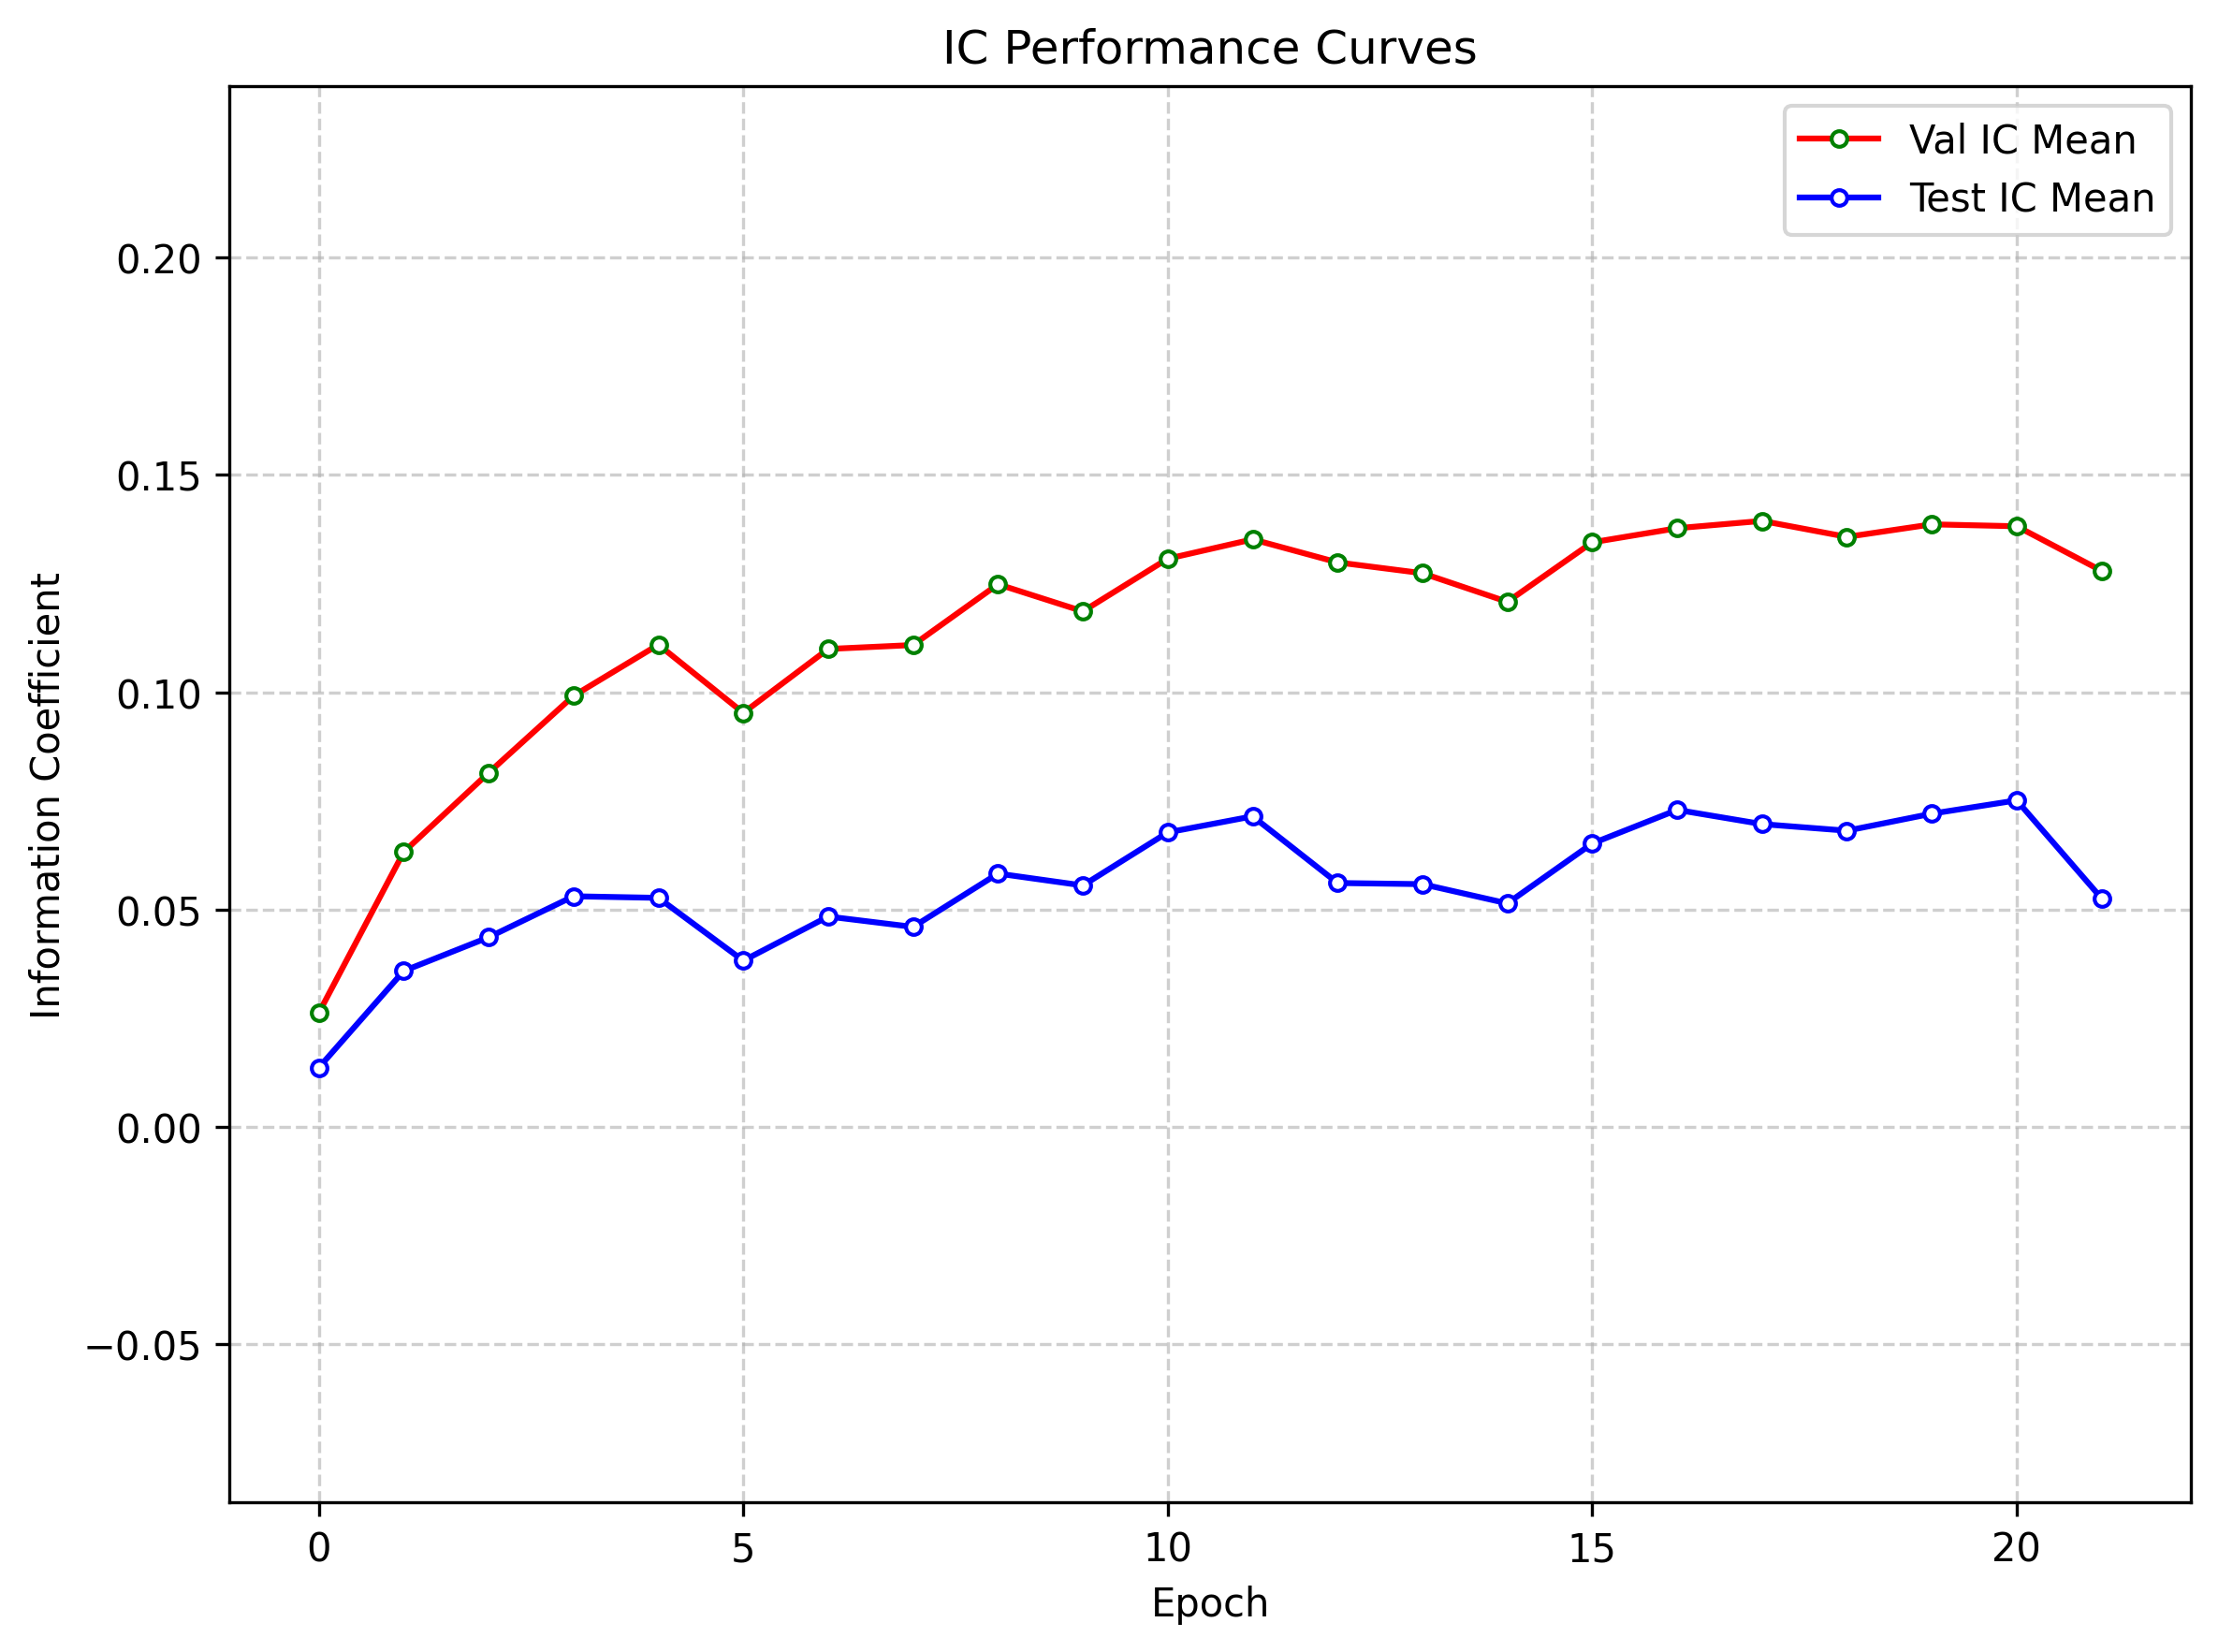 IC Performance Curves
Val IC Mean
Test IC Mean
Information Coefficient
0.20
0.15
0.10
0.05
0.00
−0.05
0 5 10 15 20
Epoch